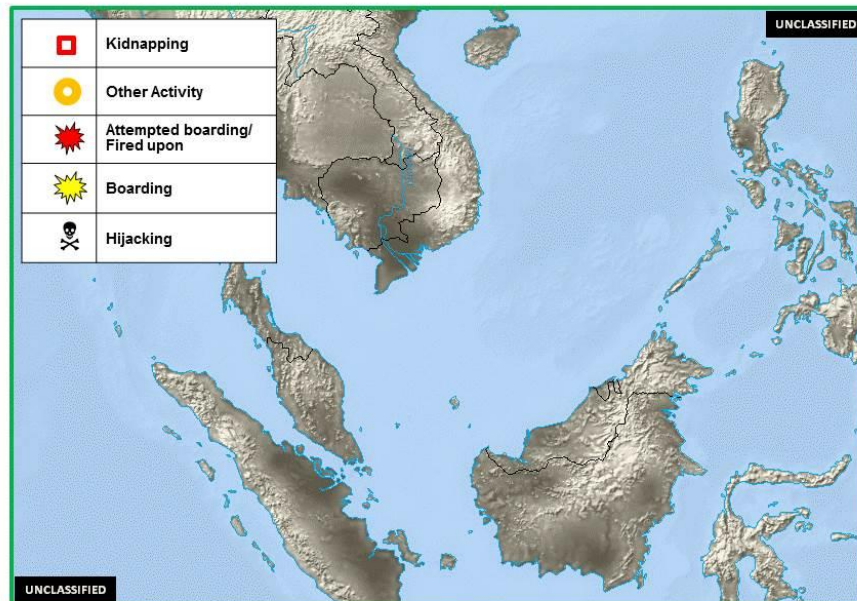 UNCLASSIFIED
Kidnapping
Other Activity
Attempted boarding/
Fired upon
Boarding
Hijacking
UNCLASSIFIED